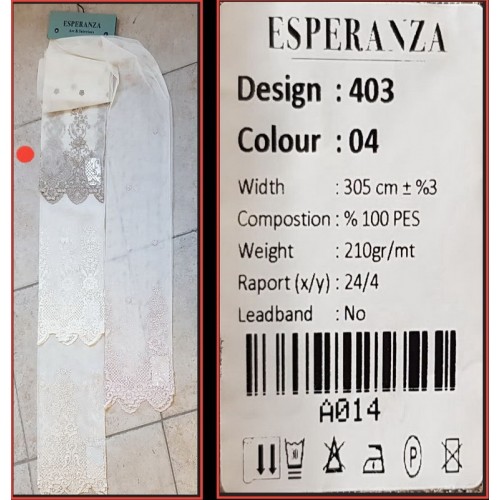 ESPERANZA
ESPERANZA
Design : 403
Colour : 04
Width : 305 cm ± %3
Compostion : % 100 PES
Weight : 210gr/mt
Raport (x/y) : 24/4
Leadband : No
A014
P